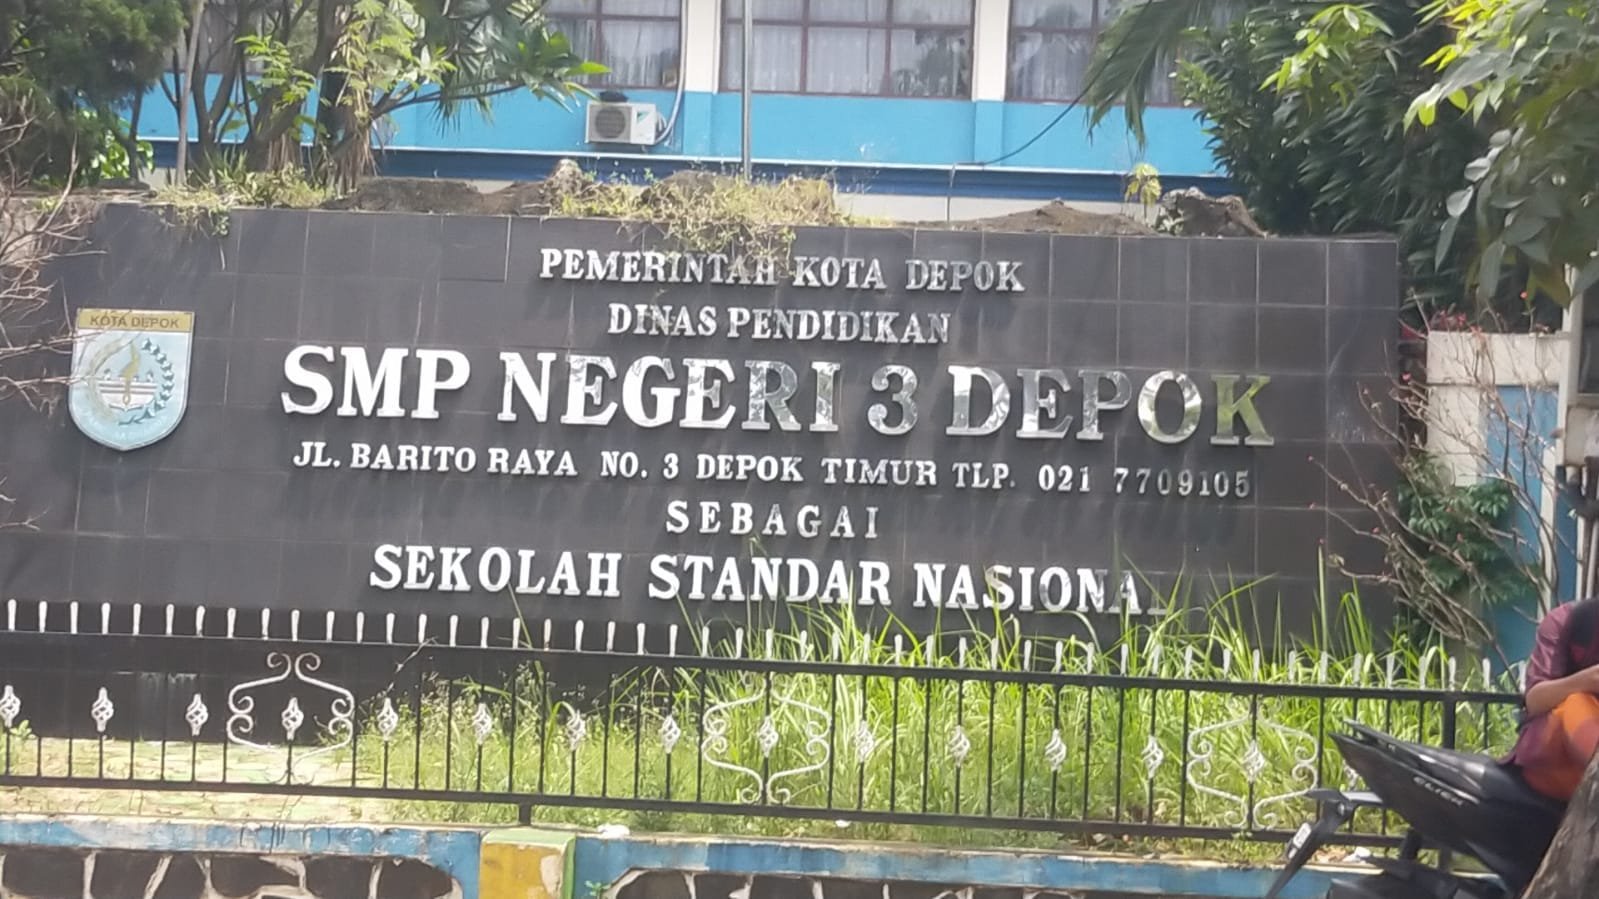 PEMERINTAH KOTA DEPOK
DINAS PENDIDIKAN
KOTA DEPOK
SMP NEGERI 3 DEPOK
JL. BARITO RAYA NO. 3 DEPOK TIMUR TLP. 021 7709105
SEBAGAI
SEKOLAH STANDAR NASIONAL
CLICK